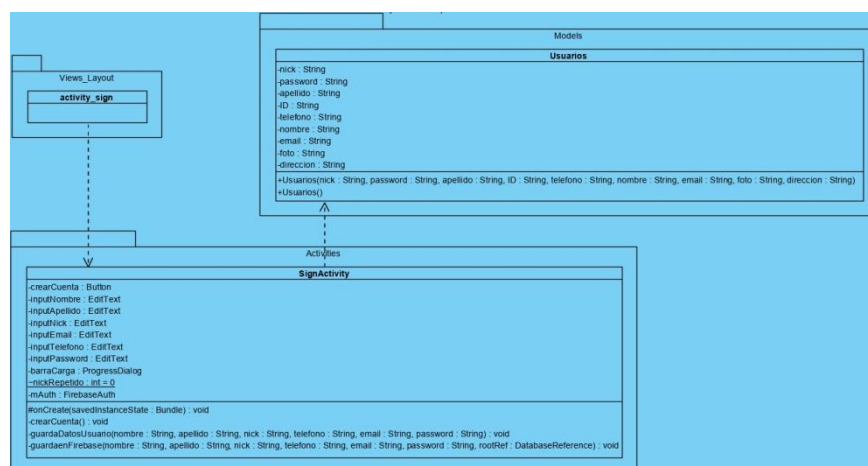 Models
Usuarios
-nick : String
-password : String
-apellido : String
-ID : String
-telefono : String
-nombre : String
-email : String
-foto : String
-direccion : String
+Usuarios(nick : String, password : String, apellido : String, ID : String, telefono : String, nombre : String, email : String, foto : String, direccion : String)
+Usuarios()
Views_Layout
activity_sign
Activities
SignActivity
-crearCuenta : Button
-inputNombre : EditText
-inputApellido : EditText
-inputNick : EditText
-inputEmail : EditText
-inputTelefono : EditText
-inputPassword : EditText
-barraCarga : ProgressDialog
~nickRepetido : int = 0
-mAuth : FirebaseAuth
#onCreate(savedInstanceState : Bundle) : void
-crearCuenta() : void
-guardaDatosUsuario(nombre : String, apellido : String, nick : String, telefono : String, email : String, password : String) : void
-guardaenFirebase(nombre : String, apellido : String, nick : String, telefono : String, email : String, password : String, rootRef : DatabaseReference) : void